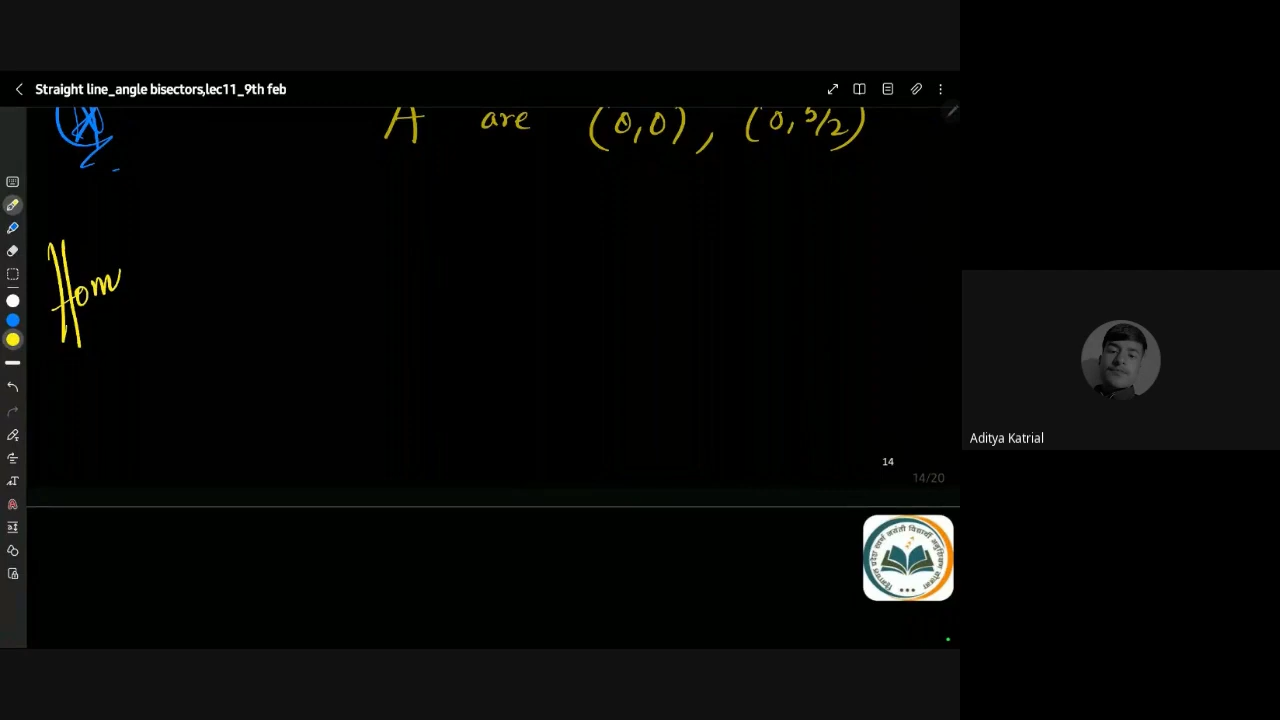 Straight line_angle bisectors,lec11_9th feb
A are (0,0), (0,5/2)
Hom
Aditya Katrial
14
14/20